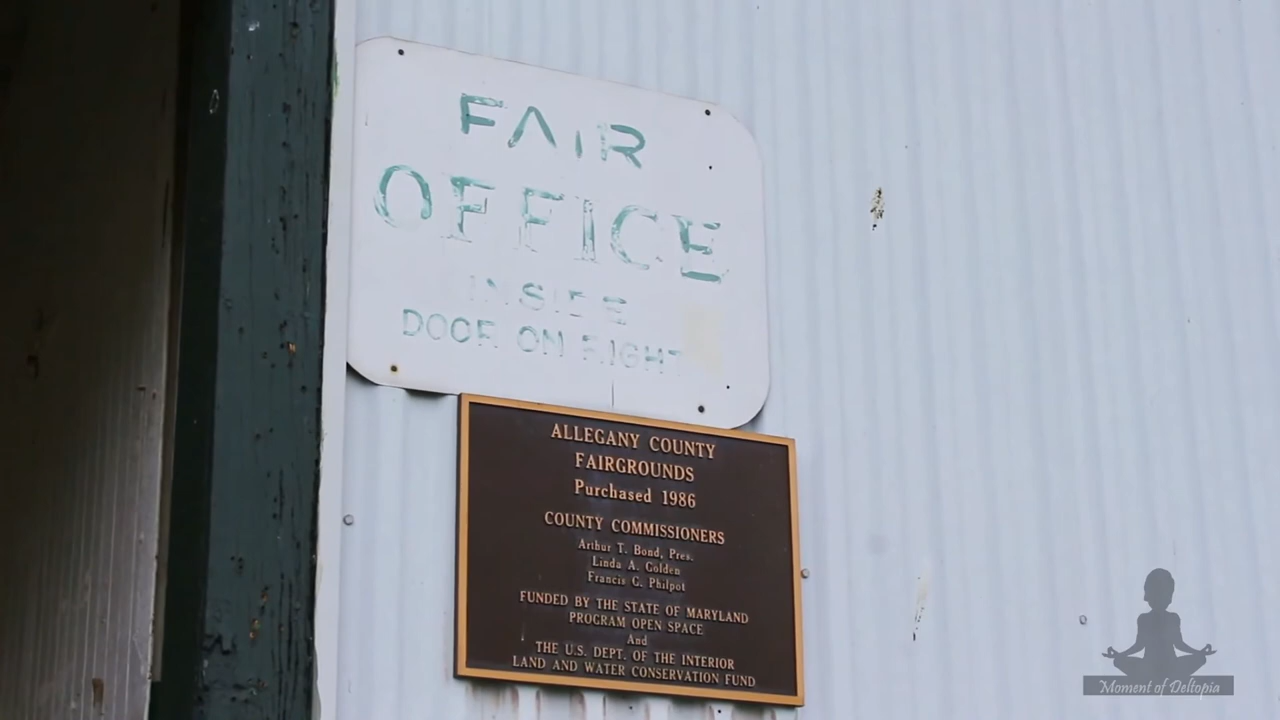 FAIR
OFFICE
INSIDE
DOOR ON RIGHT
ALLEGANY COUNTY
FAIRGROUNDS
Purchased 1986
COUNTY COMMISSIONERS
Arthur T. Bond, Pres.
Linda A. Golden
Francis G. Philpot
FUNDED BY THE STATE OF MARYLAND
PROGRAM OPEN SPACE
And
THE U.S. DEPT. OF THE INTERIOR
LAND AND WATER CONSERVATION FUND
Moment of Deltopia